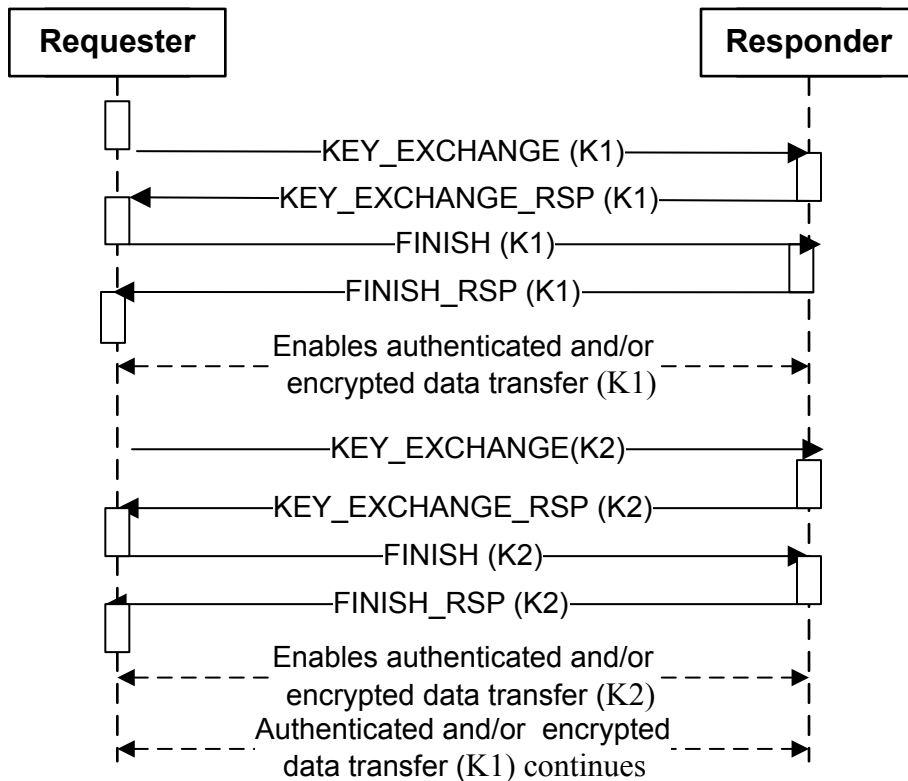 Requester
Responder
KEY_EXCHANGE (K1)
KEY_EXCHANGE_RSP (K1)
FINISH (K1)
FINISH_RSP (K1)
Enables authenticated and/or
encrypted data transfer (K1)
KEY_EXCHANGE(K2)
KEY_EXCHANGE_RSP (K2)
FINISH (K2)
FINISH_RSP (K2)
Enables authenticated and/or
encrypted data transfer (K2)
Authenticated and/or encrypted
data transfer (K1) continues